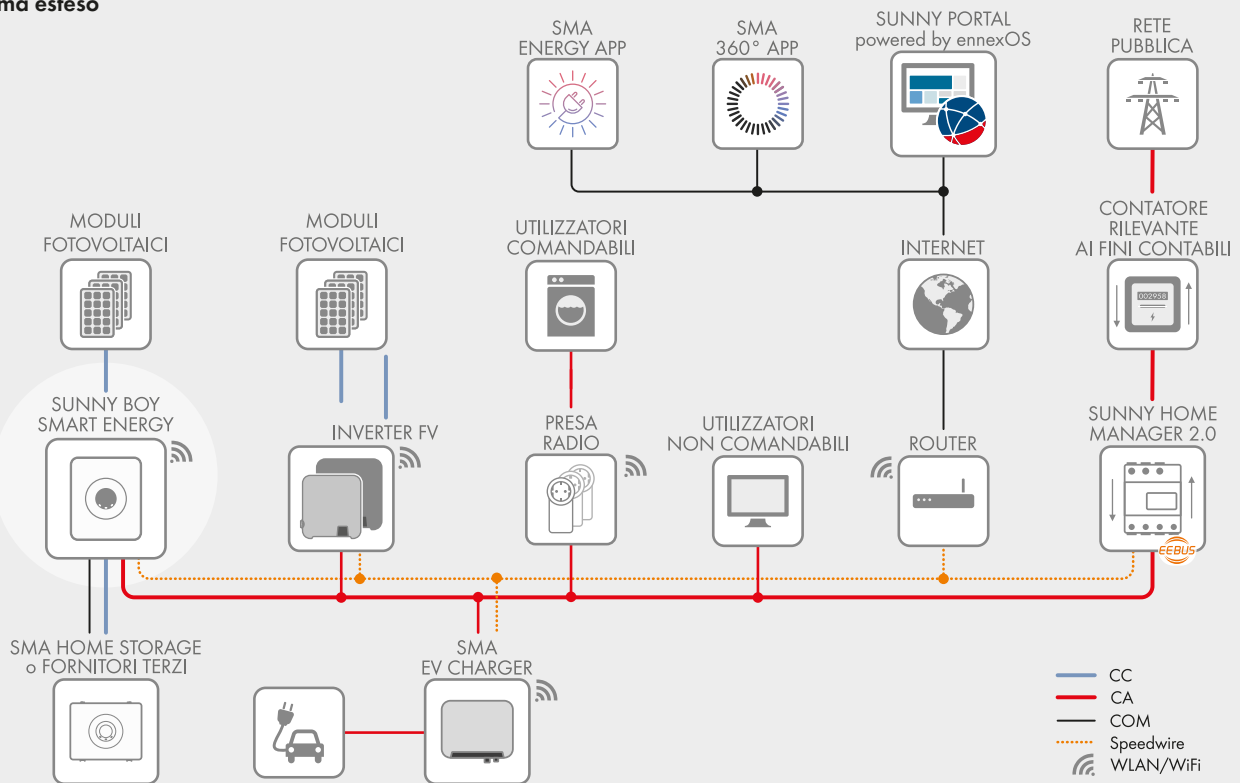 ma esteso
SMA
ENERGY APP
SMA
360° APP
SUNNY PORTAL
powered by ennexOS
RETE
PUBBLICA
MODULI
FOTOVOLTAICI
MODULI
FOTOVOLTAICI
UTILIZZATORI
COMANDABILI
INTERNET
CONTATORE
RILEVANTE
AI FINI CONTABILI
002958
SUNNY BOY
SMART ENERGY
INVERTER FV
PRESA
RADIO
UTILIZZATORI
NON COMANDABILI
ROUTER
SUNNY HOME
MANAGER 2.0
EEBUS
SMA HOME STORAGE
o FORNITORI TERZI
SMA
EV CHARGER
CC
CA
COM
Speedwire
WLAN/WiFi